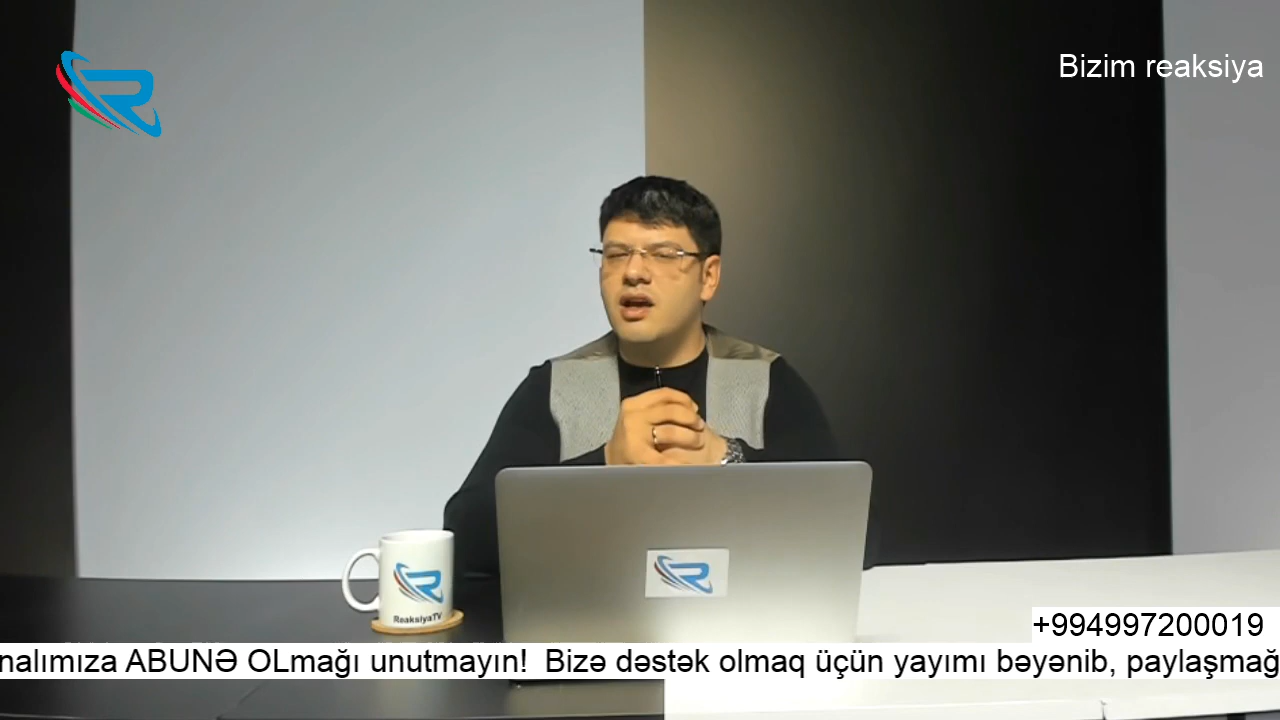 Bizim reaksiya
ReaksiyaTV
+994997200019
nalımıza ABUNƏ OLmağı unutmayın! Bizə dəstək olmaq üçün yayımı bəyənib, paylaşmağ